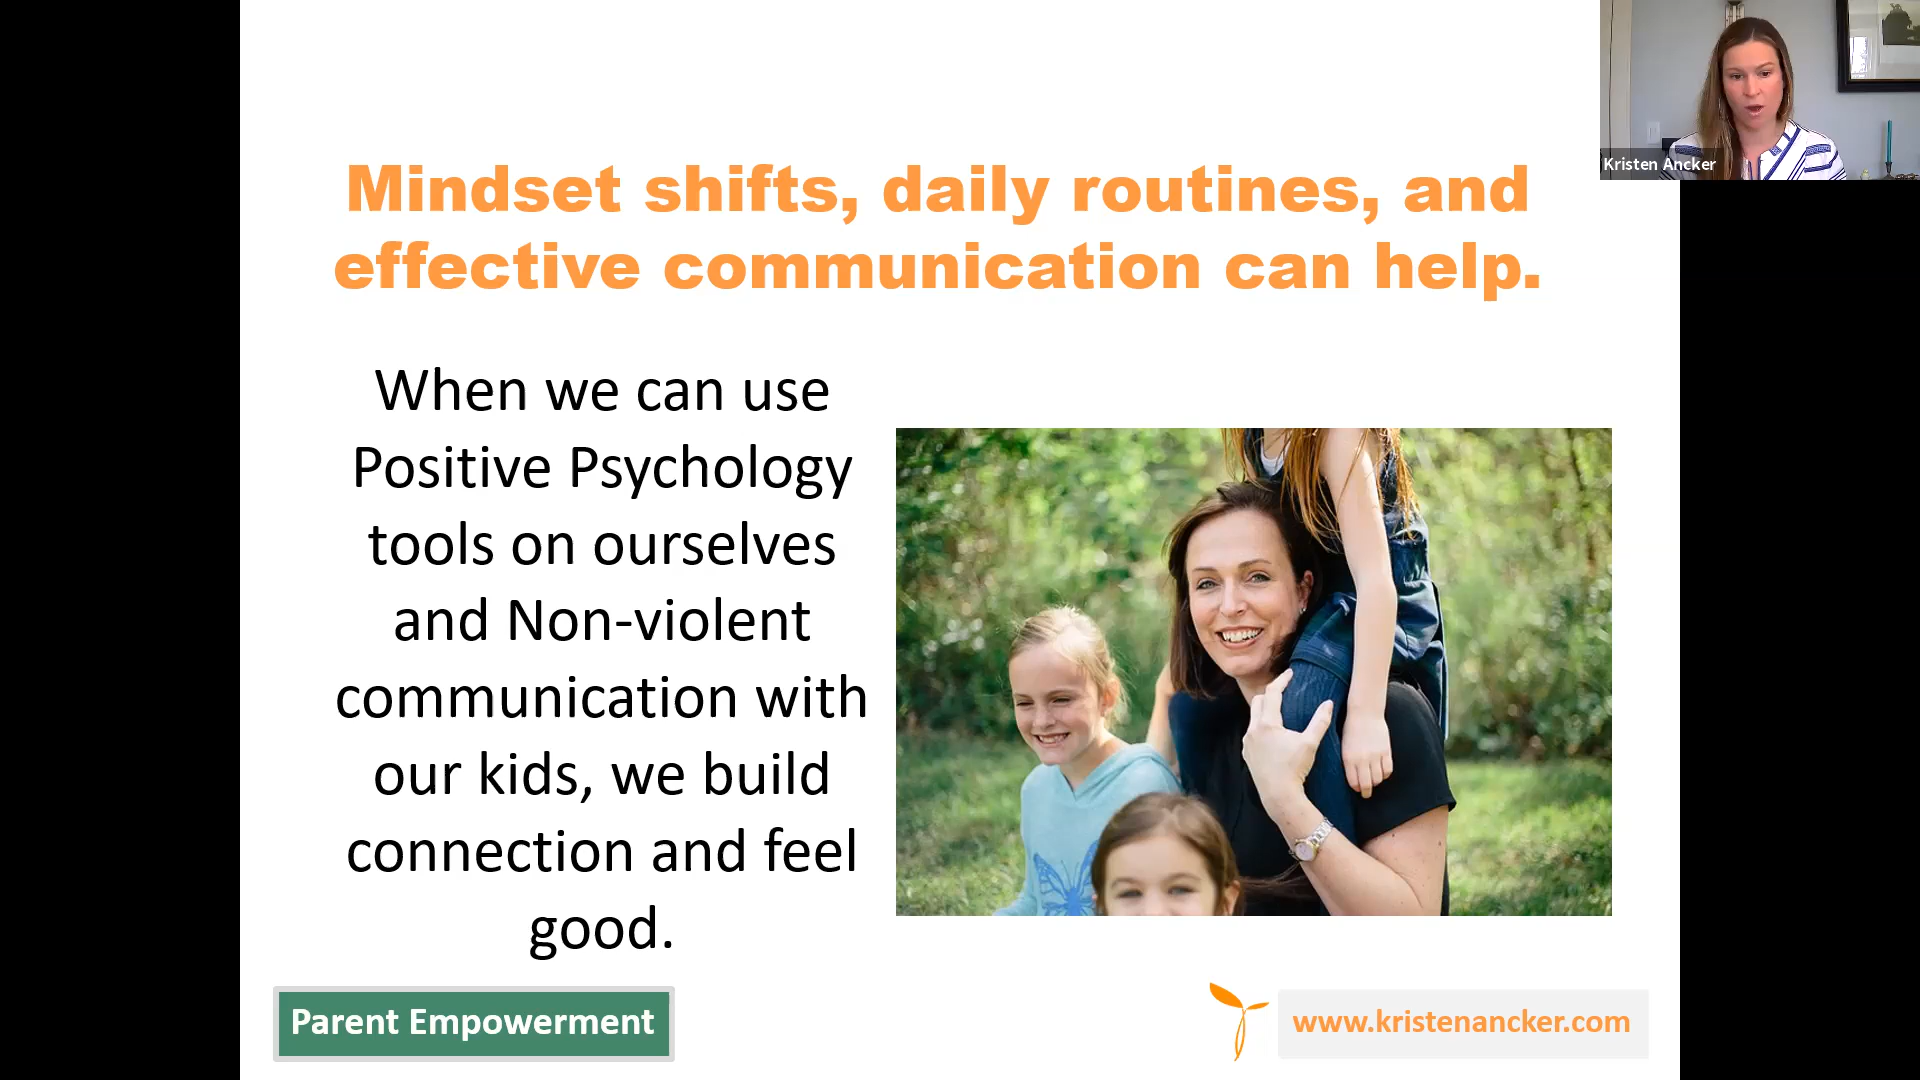 Kristen Ancker
Mindset shifts, daily routines, and
effective communication can help.
When we can use
Positive Psychology
tools on ourselves
and Non-violent
communication with
our kids, we build
connection and feel
good.
Parent Empowerment
www.kristenancker.com